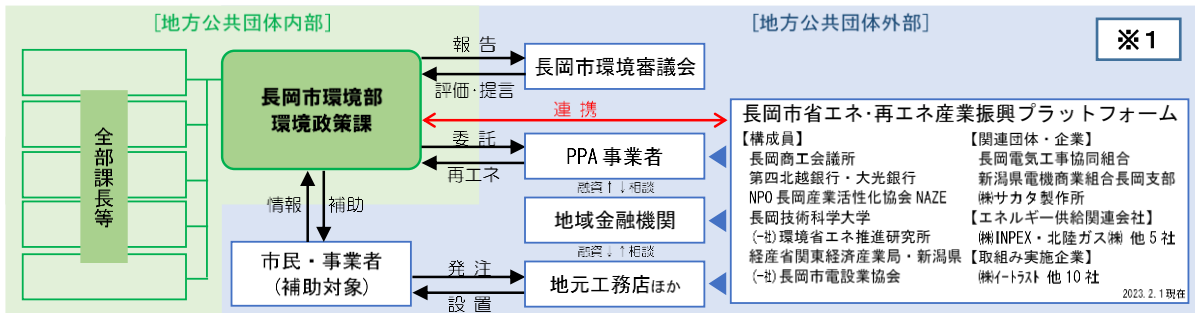 [地方公共団体内部]
[地方公共団体外部]
※1
全部課長等
長岡市環境部
環境政策課
報告
評価・提言
長岡市環境審議会
連携
委託
再エネ
PPA事業者
融資↑↓相談
地域金融機関
融資↓↑相談
地元工務店ほか
情報
補助
市民・事業者
(補助対象)
発注
設置
長岡市省エネ・再エネ産業振興プラットフォーム
【構成員】
長岡商工会議所
第四北越銀行・大光銀行
NPO長岡産業活性化協会NAZE
長岡技術科学大学
(一社)環境省エネ推進研究所
経産省関東経済産業局・新潟県
(一社)長岡市電設業協会
【関連団体・企業】
長岡電気工事協同組合
新潟県電機商業組合長岡支部
㈱サカタ製作所
【エネルギー供給関連会社】
㈱INPEX・北陸ガス㈱ 他5社
【取組み実施企業】
㈱イートラスト 他10社
2023.2.1現在